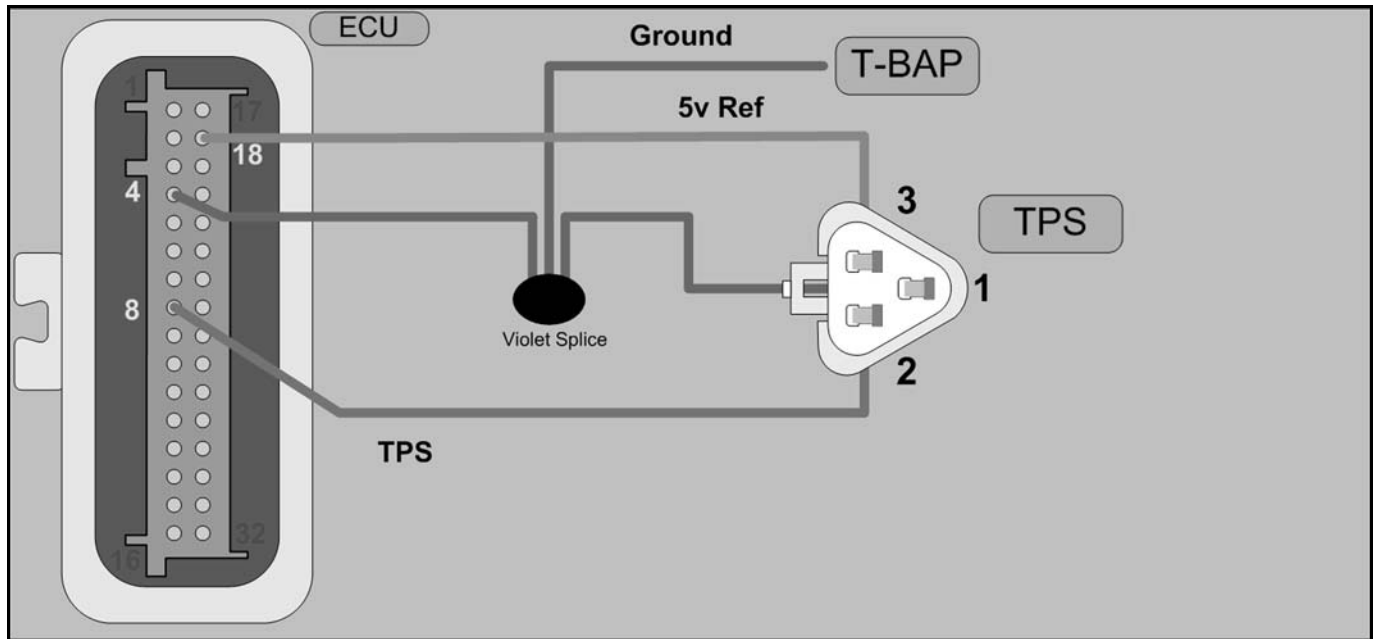 ECU
Ground
T-BAP
5v Ref
1
17
18
4
3
TPS
1
8
Violet Splice
2
TPS
32
16